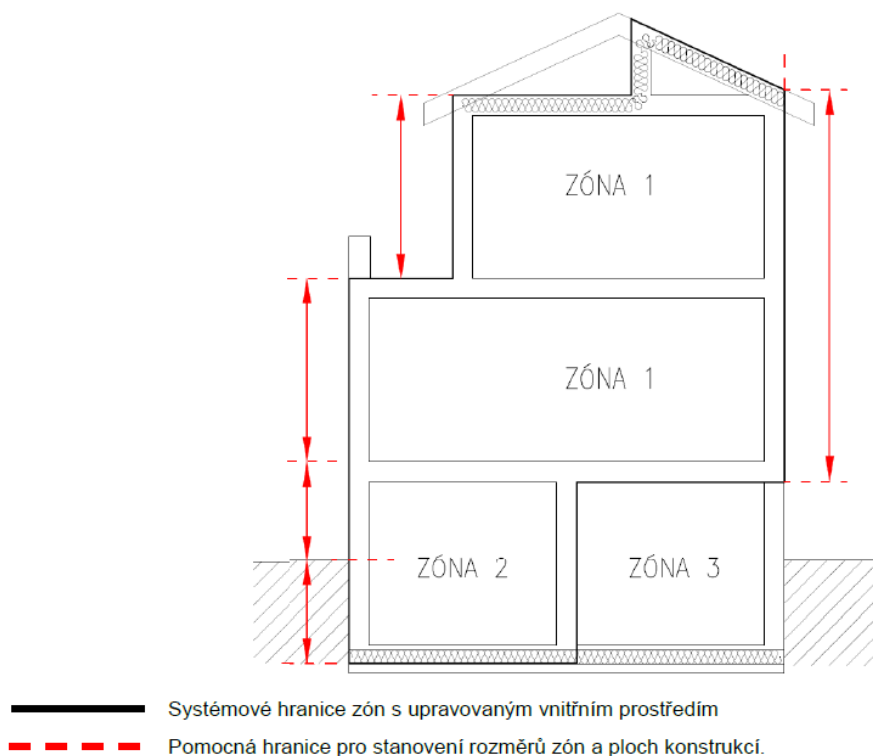 ZÓNA 1
ZÓNA 1
ZÓNA 2
ZÓNA 3
Systémové hranice zón s upravovaným vnitřním prostředím
Pomocná hranice pro stanovení rozměrů zón a ploch konstrukcí.